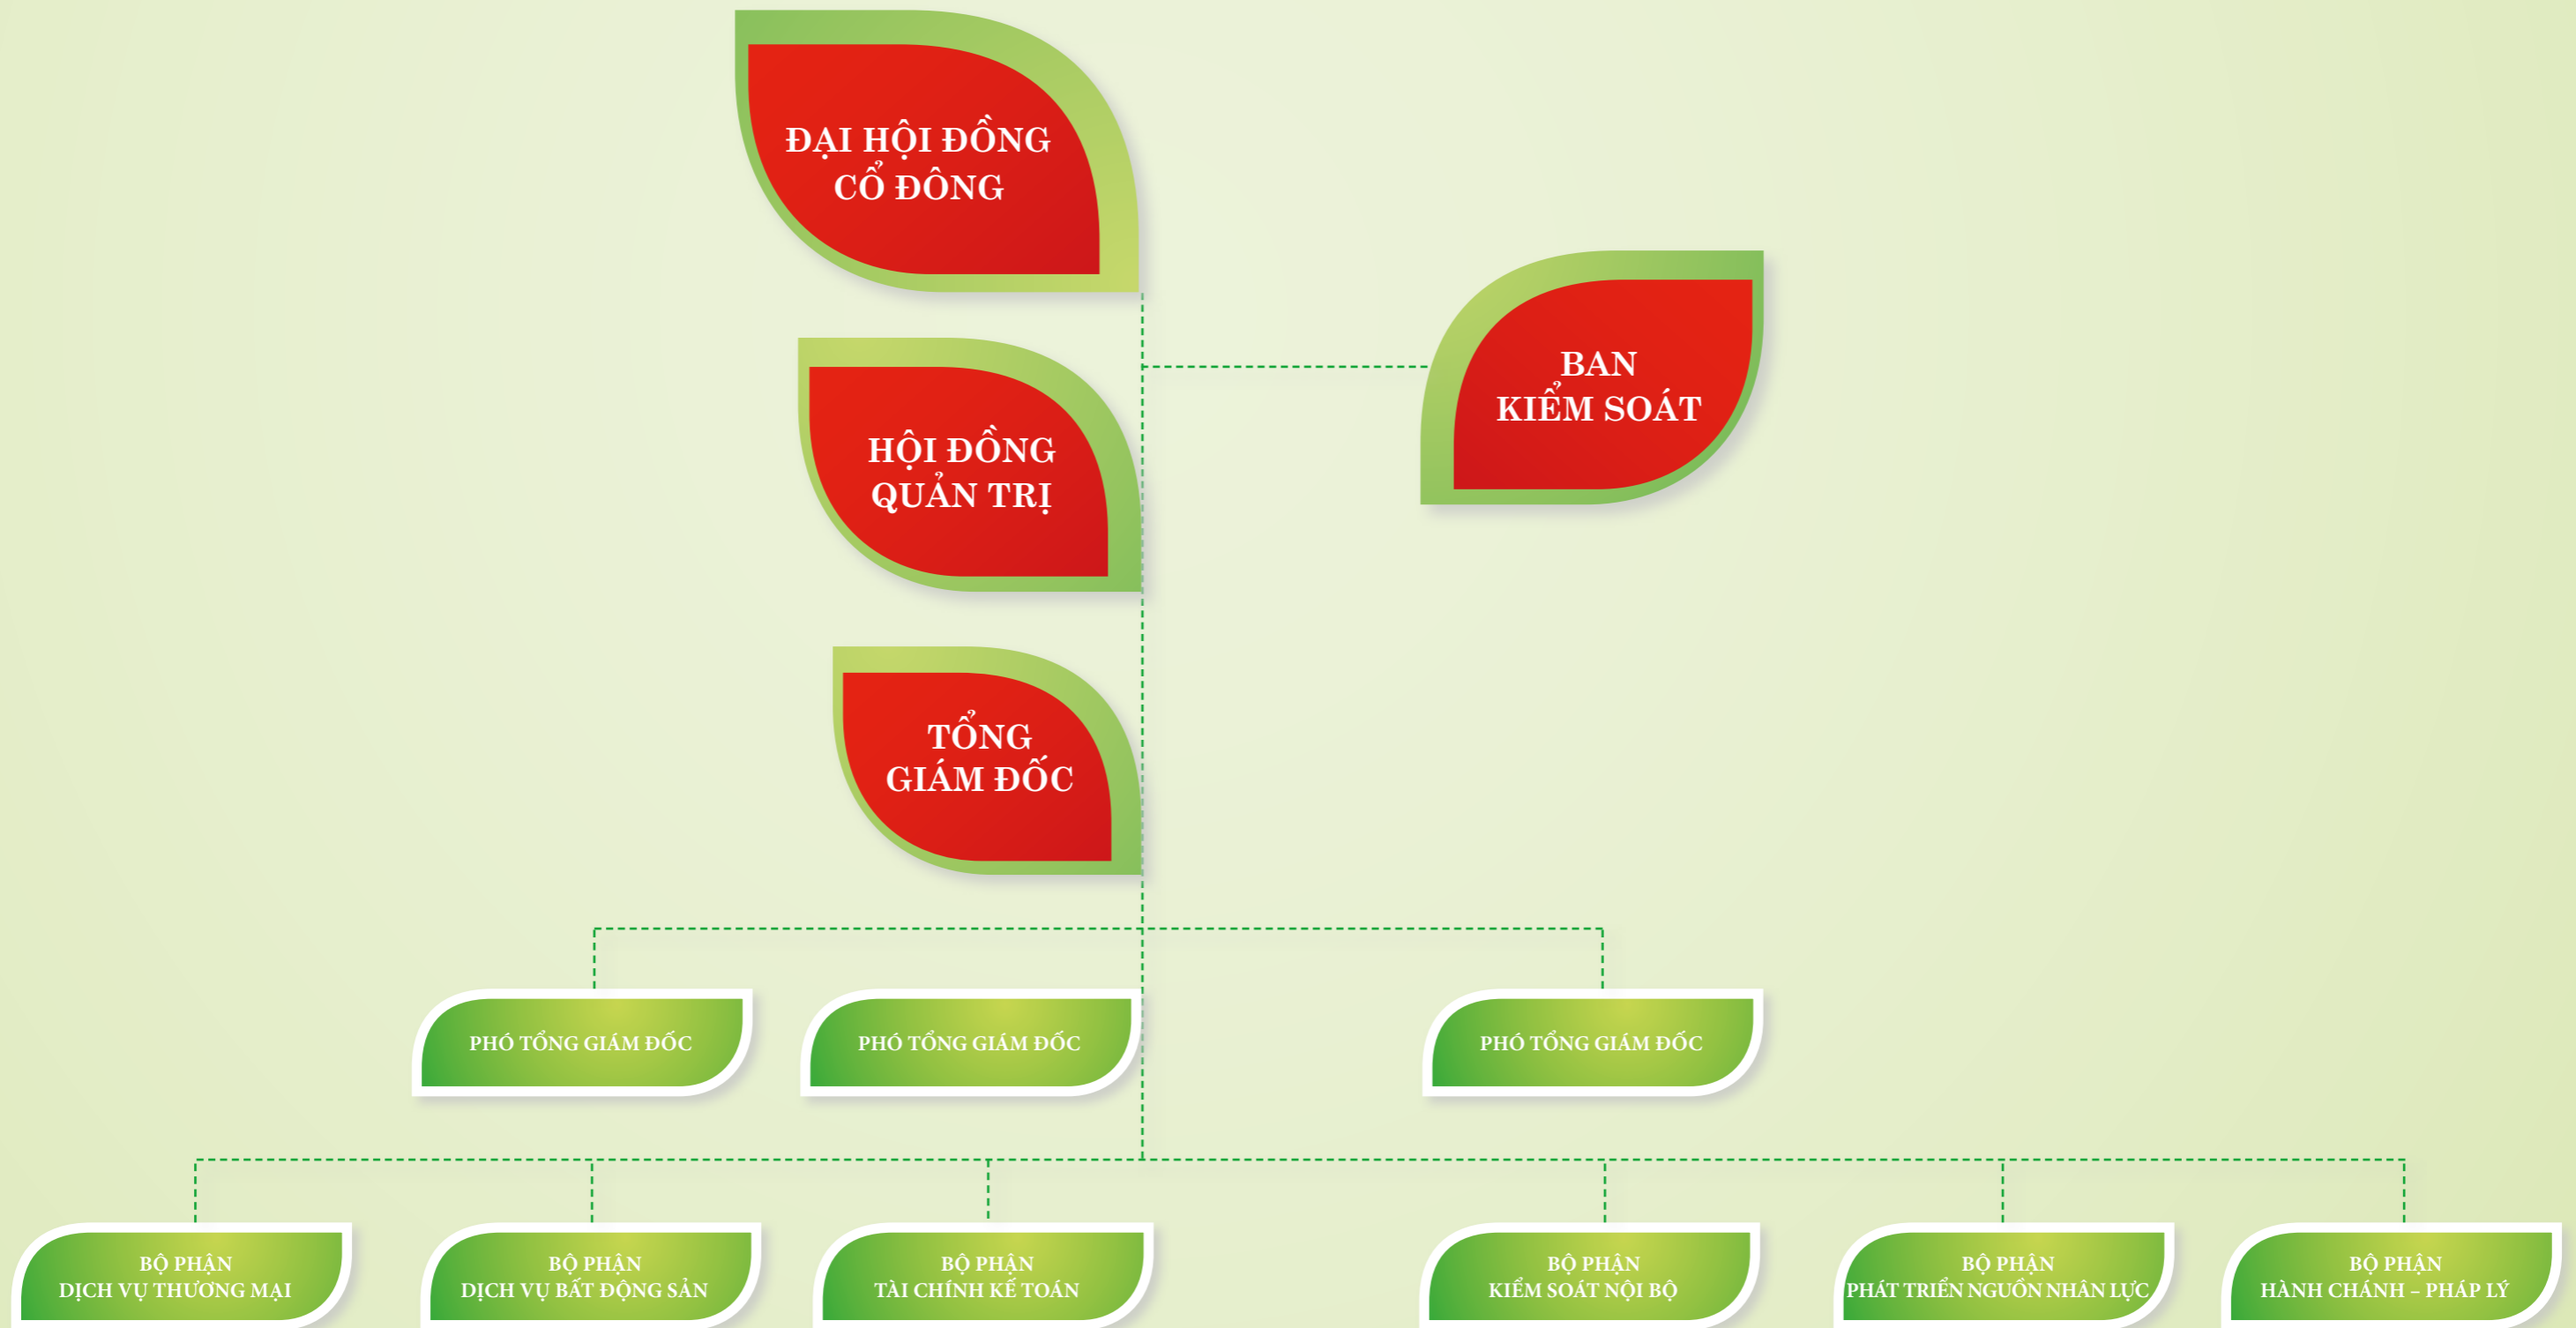 ĐẠI HỘI ĐỒNG
CỔ ĐÔNG
BAN
KIỂM SOÁT
HỘI ĐỒNG
QUẢN TRỊ
TỔNG
GIÁM ĐỐC
PHÓ TỔNG GIÁM ĐỐC
PHÓ TỔNG GIÁM ĐỐC
PHÓ TỔNG GIÁM ĐỐC
BỘ PHẬN
DỊCH VỤ THƯƠNG MẠI
BỘ PHẬN
DỊCH VỤ BẤT ĐỘNG SẢN
BỘ PHẬN
TÀI CHÍNH KẾ TOÁN
BỘ PHẬN
KIỂM SOÁT NỘI BỘ
BỘ PHẬN
PHÁT TRIỂN NGUỒN NHÂN LỰC
BỘ PHẬN
HÀNH CHÁNH – PHÁP LÝ